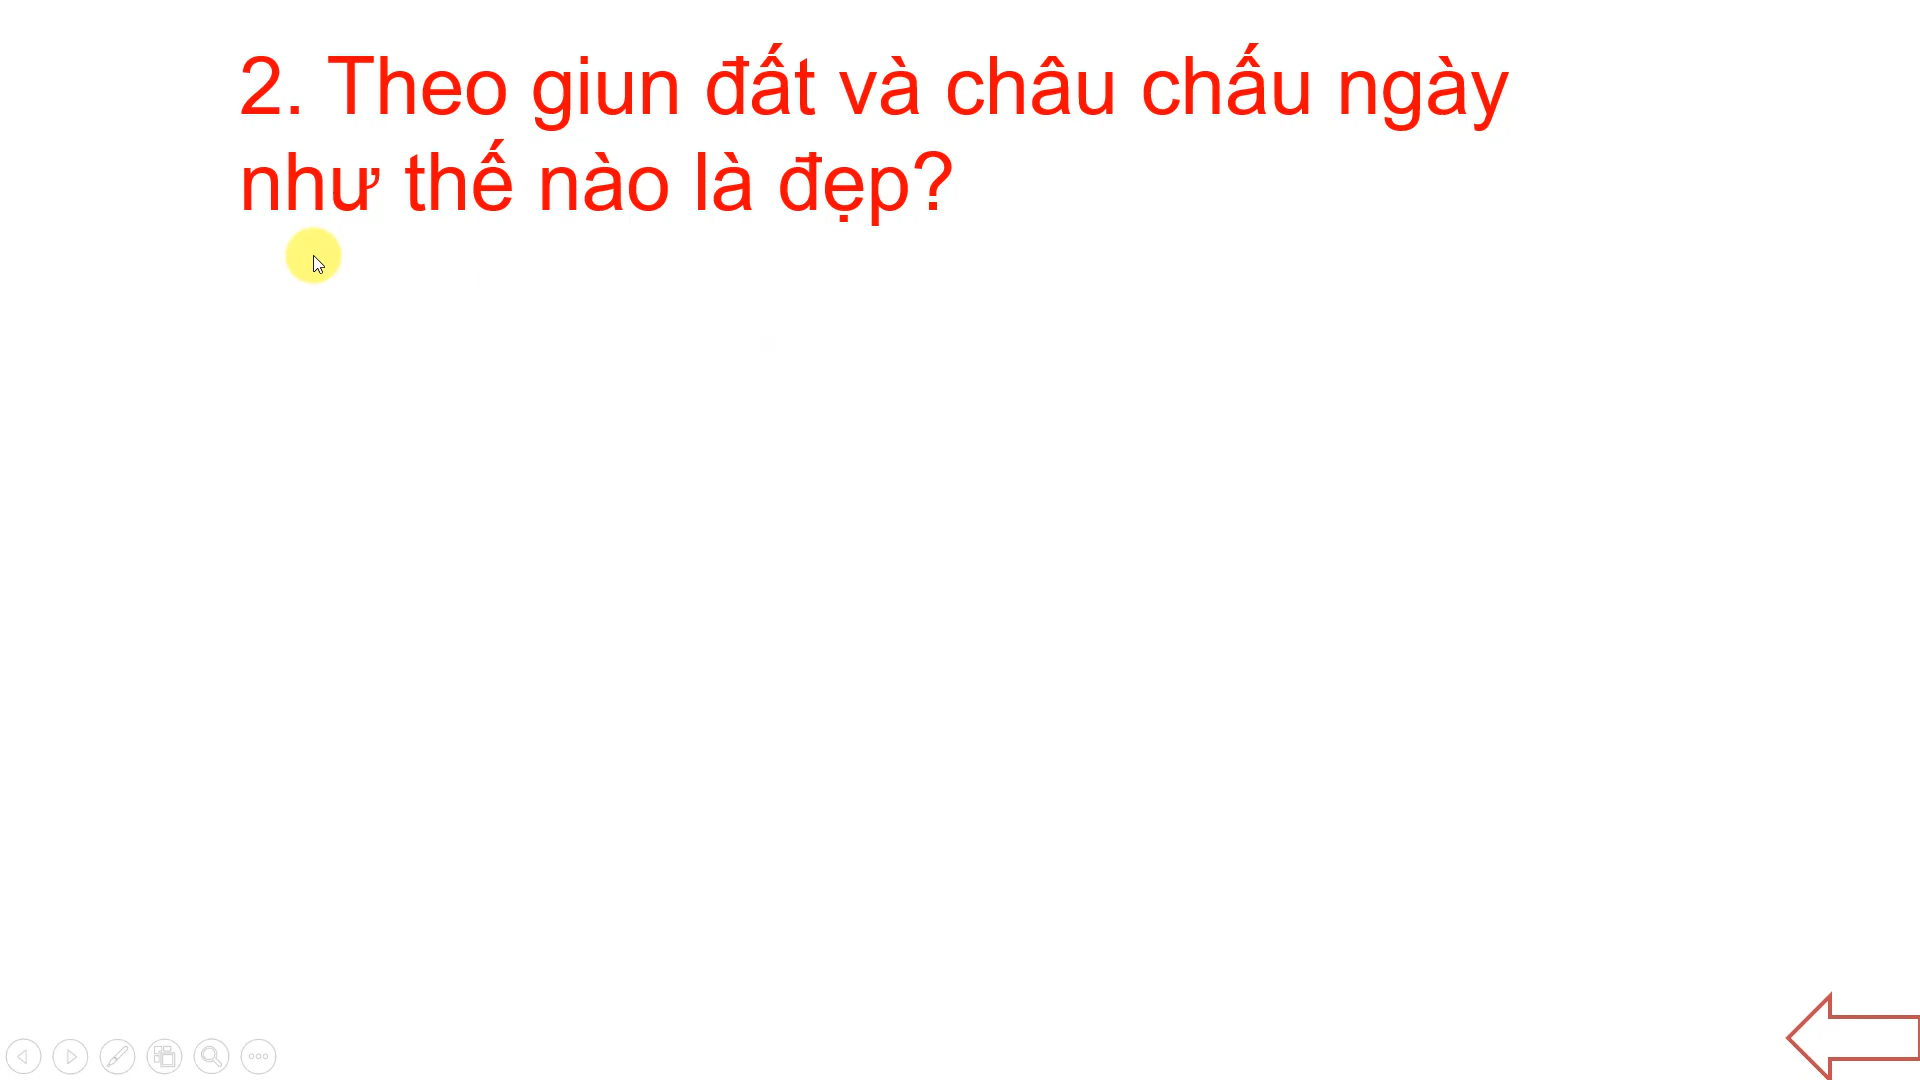 2. Theo giun đất và châu chấu ngày
như thế nào là đẹp?